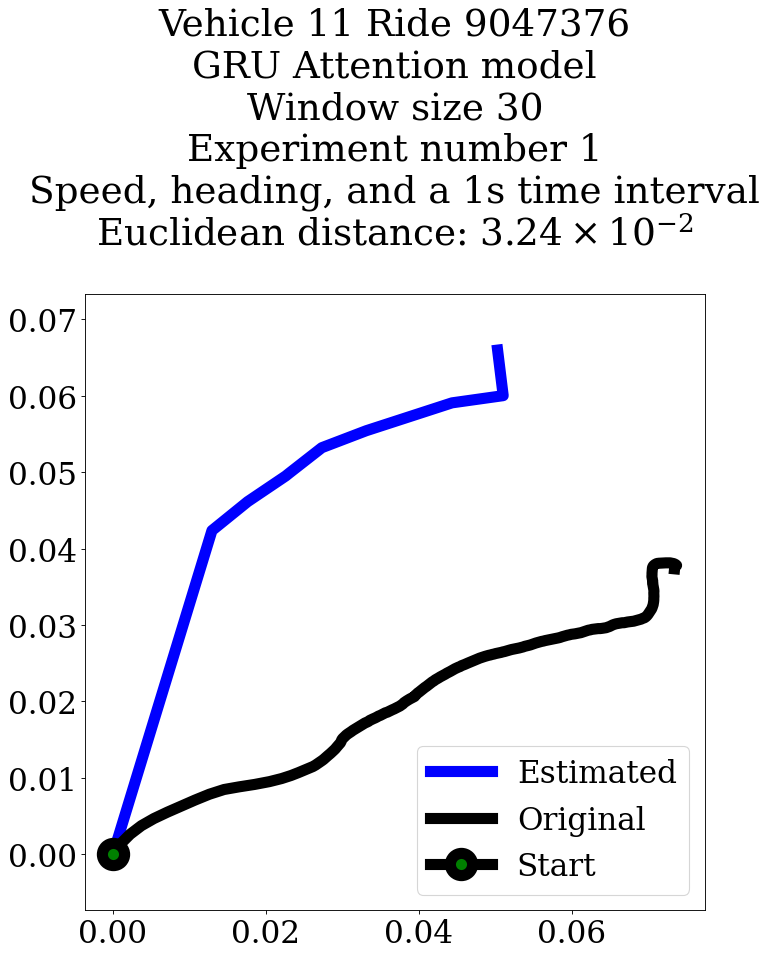 Vehicle 11 Ride 9047376
GRU Attention model
Window size 30
Experiment number 1
Speed, heading, and a 1s time interval
Euclidean distance: 3.24 × 10⁻²
0.07
0.06
0.05
0.04
0.03
0.02
0.01
0.00
Estimated
Original
Start
0.00 0.02 0.04 0.06